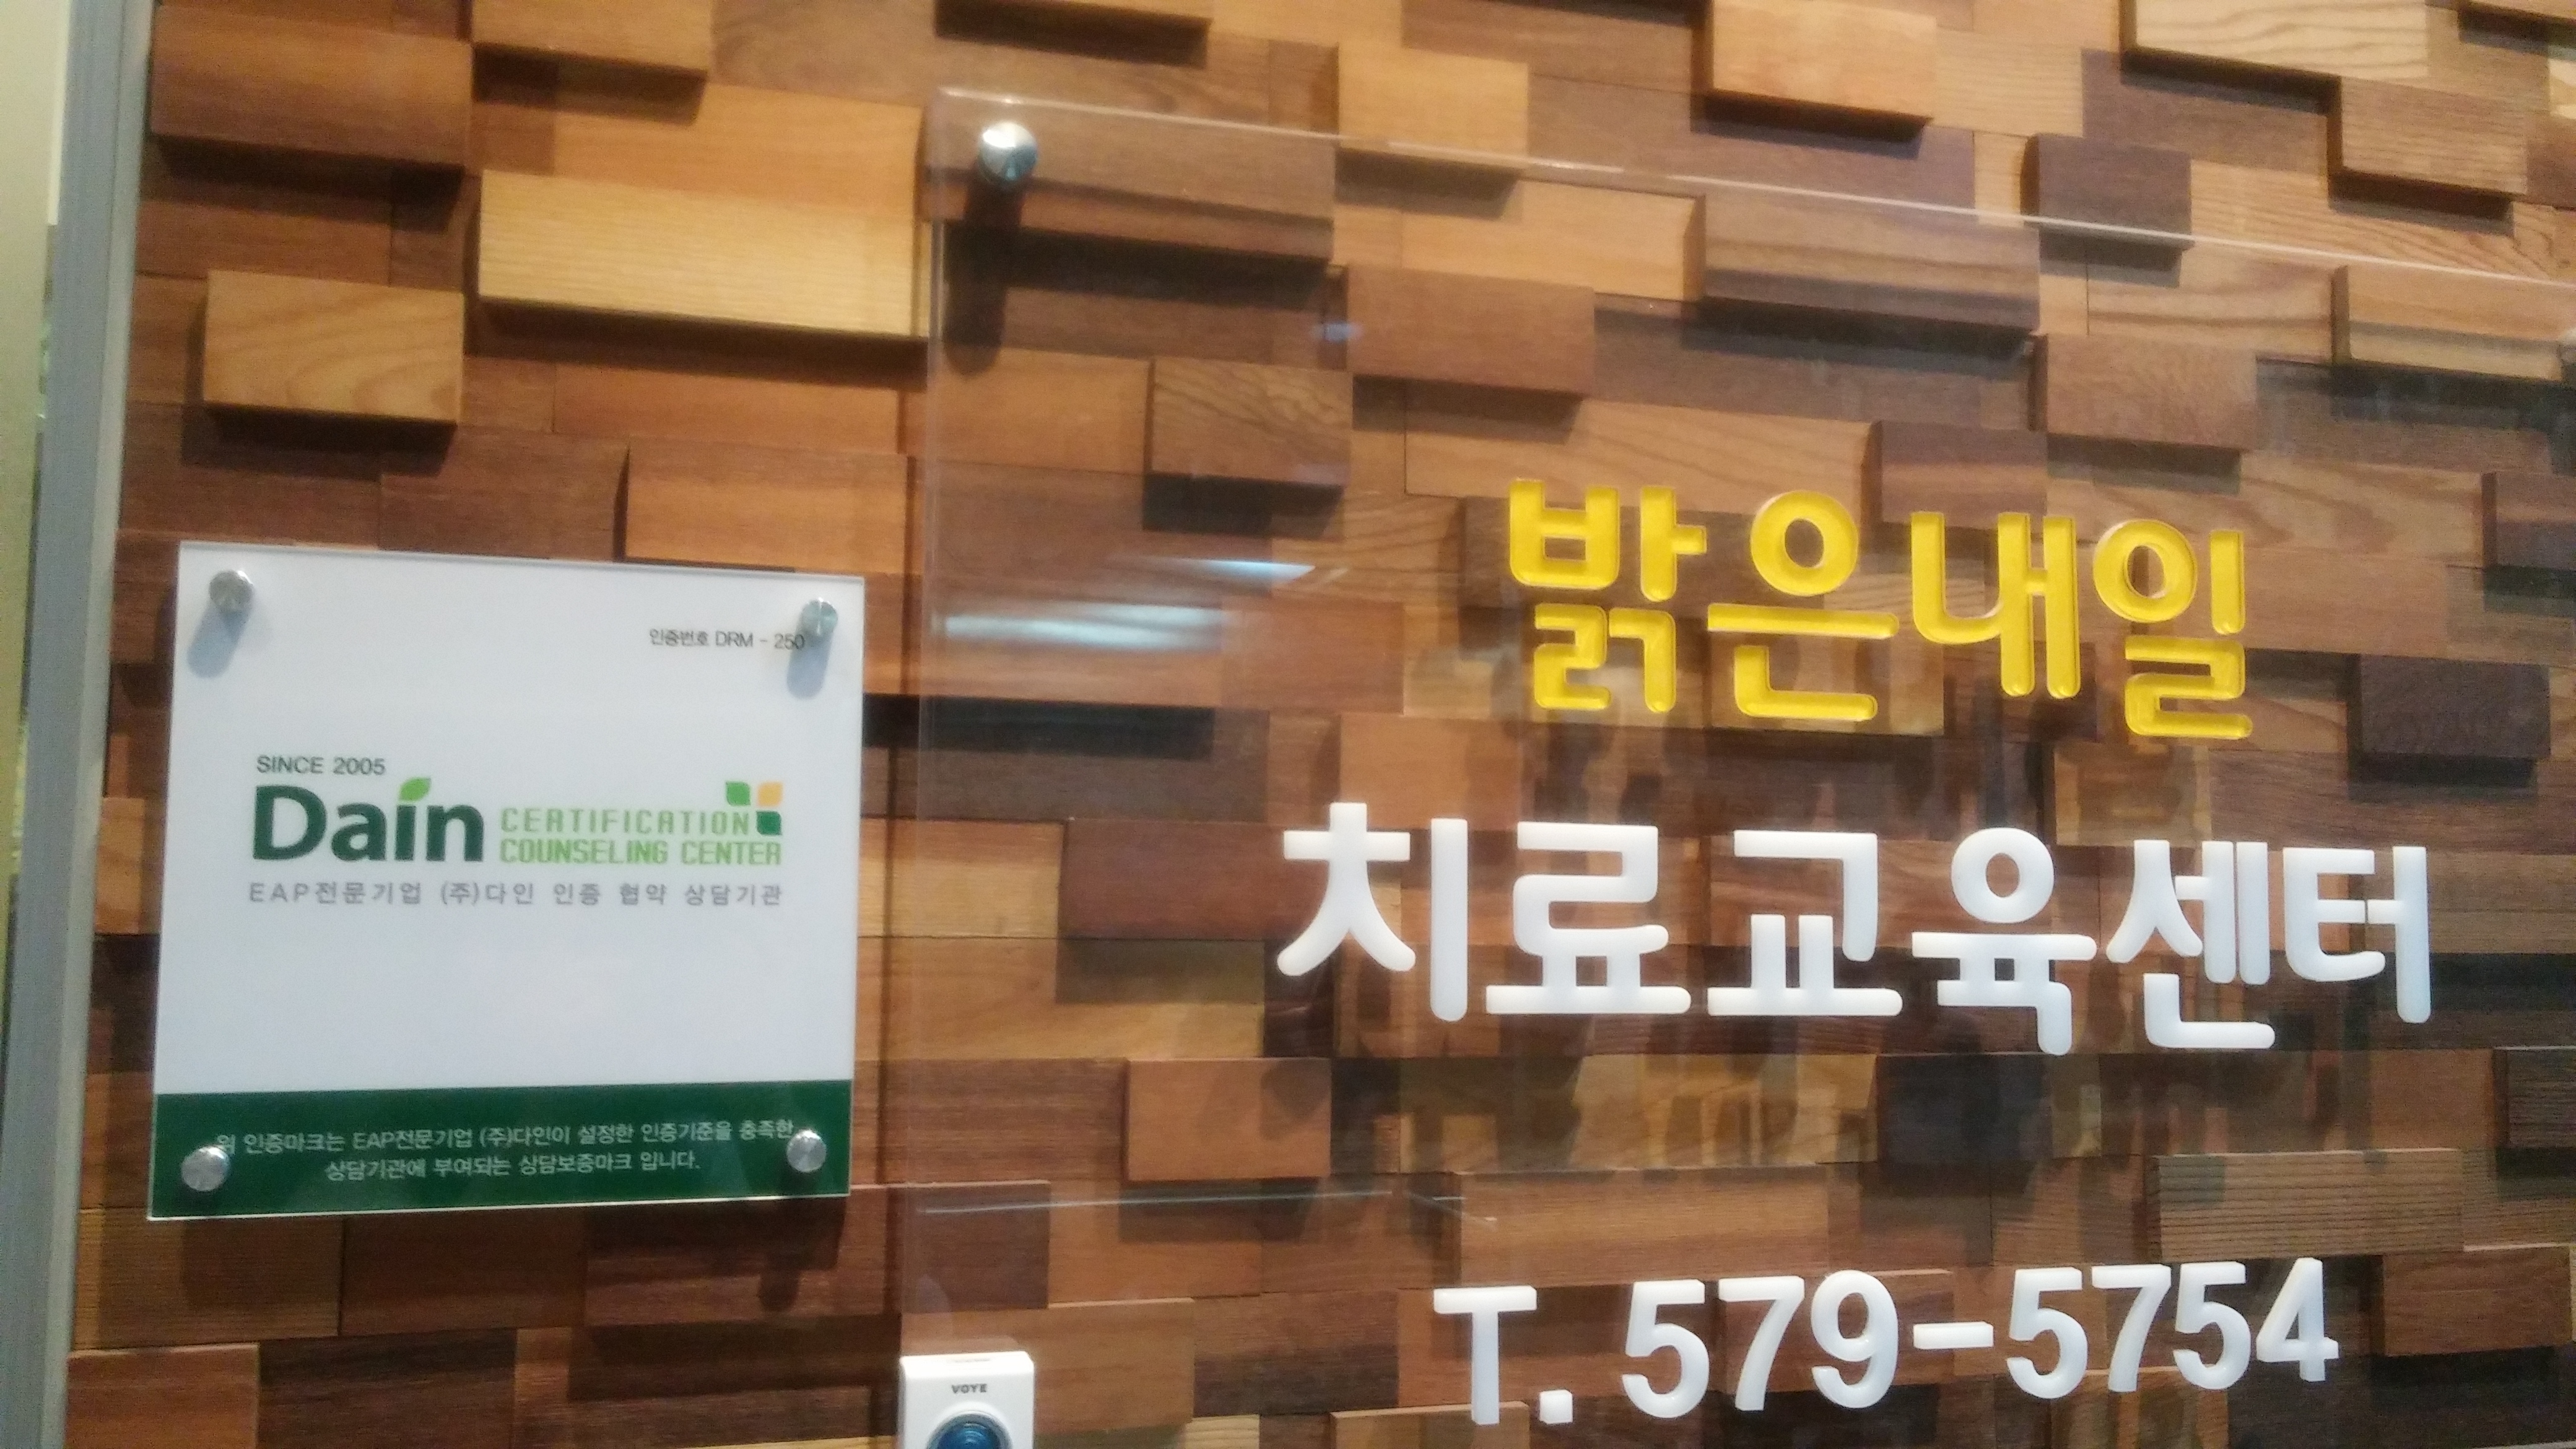 인증번호 DRM - 250
SINCE 2005
Dain CERTIFICATION
COUNSELING CENTER
EAP전문기업 (주)다인 인증 협약 상담기관
위 인증마크는 EAP전문기업 (주)다인이 설정한 인증기준을 충족한
상담기관에 부여되는 상담보증마크 입니다.
밝은내일
치료교육센터
T. 579-5754
VOYE